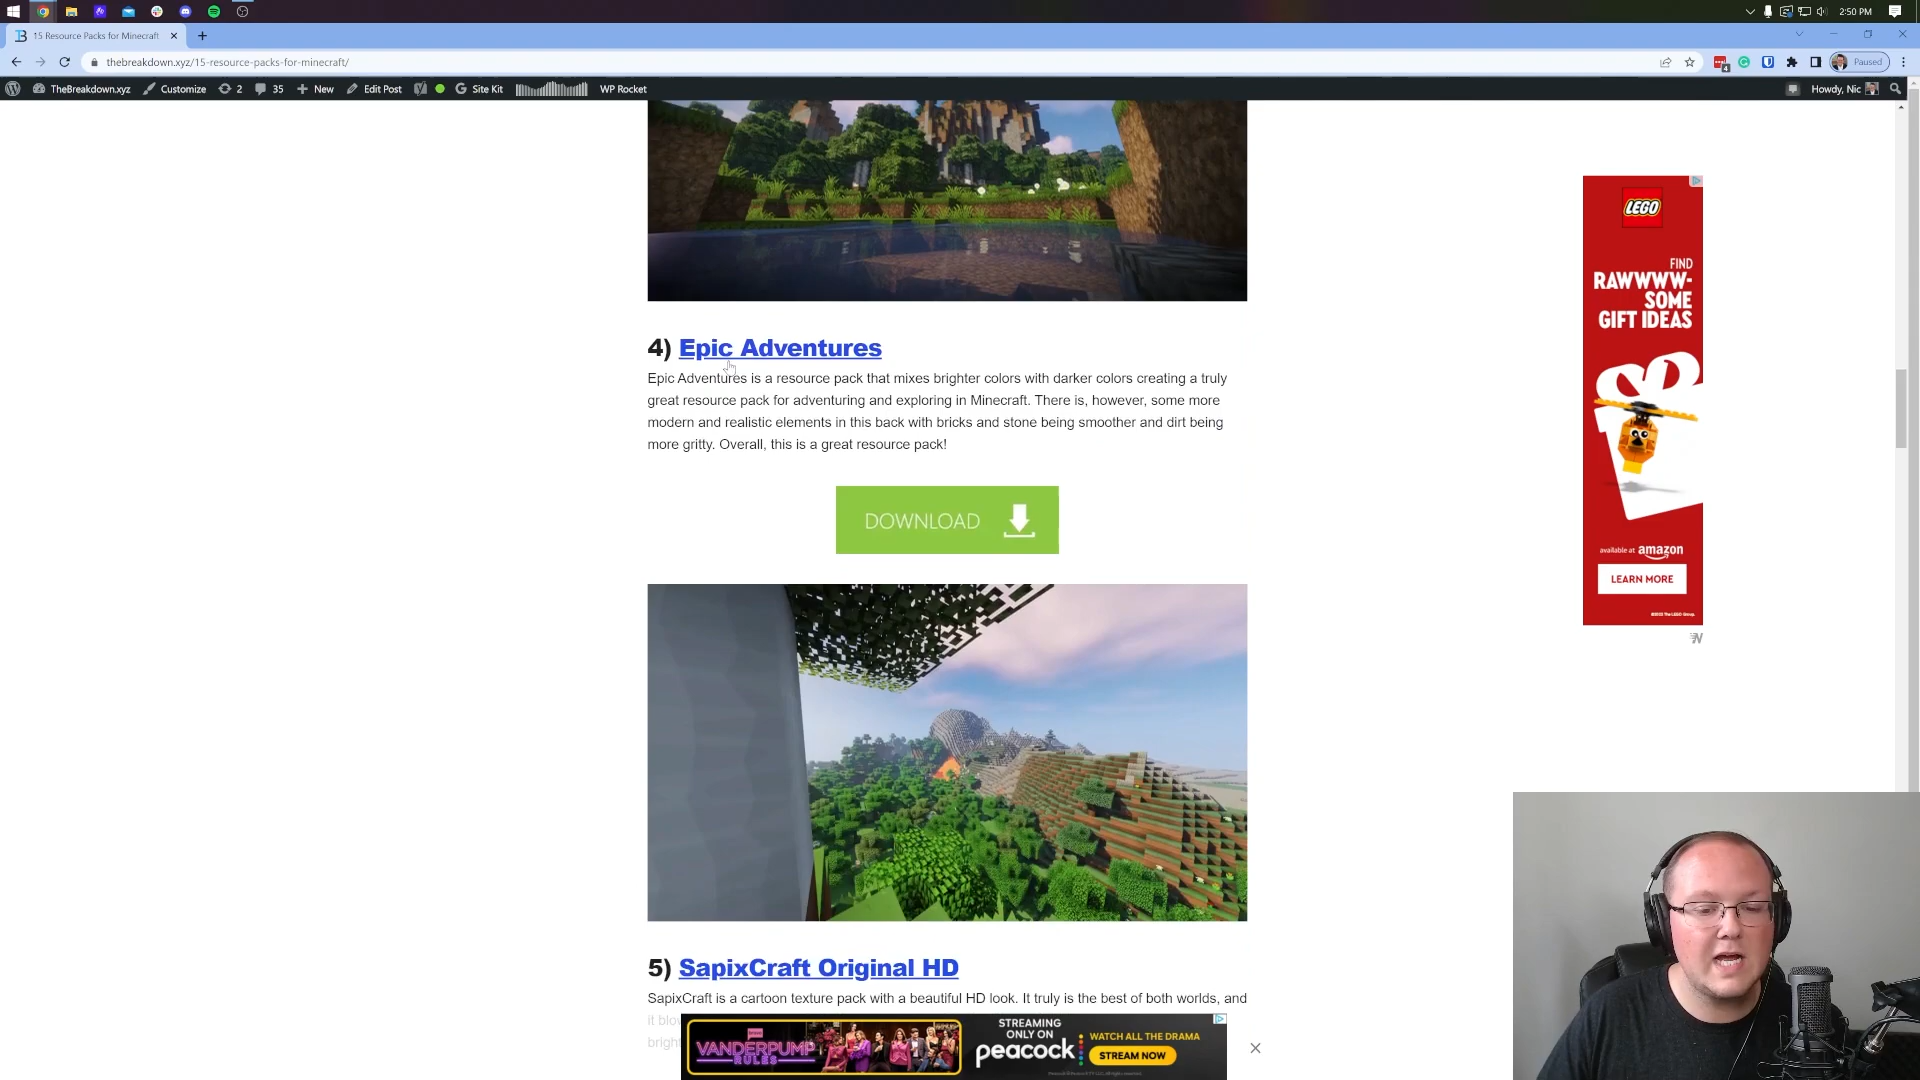 2:50 PM
15 Resource Packs for Minecraft
thebreakdown.xyz/15-resource-packs-for-minecraft/
Paused
TheBreakdown.xyz Customize 2 35 New Edit Post Site Kit WP Rocket
Howdy, Nic
LEGO
FIND
RAWWWW-
SOME
GIFT IDEAS
available at amazon
LEARN MORE
4) Epic Adventures
Epic Adventures is a resource pack that mixes brighter colors with darker colors creating a truly
great resource pack for adventuring and exploring in Minecraft. There is, however, some more
modern and realistic elements in this back with bricks and stone being smoother and dirt being
more gritty. Overall, this is a great resource pack!
DOWNLOAD
5) SapixCraft Original HD
SapixCraft is a cartoon texture pack with a beautiful HD look. It truly is the best of both worlds, and
it blow
bright
VANDERPUMP
RULES
STREAMING
ONLY ON
peacock
WATCH ALL THE DRAMA
STREAM NOW